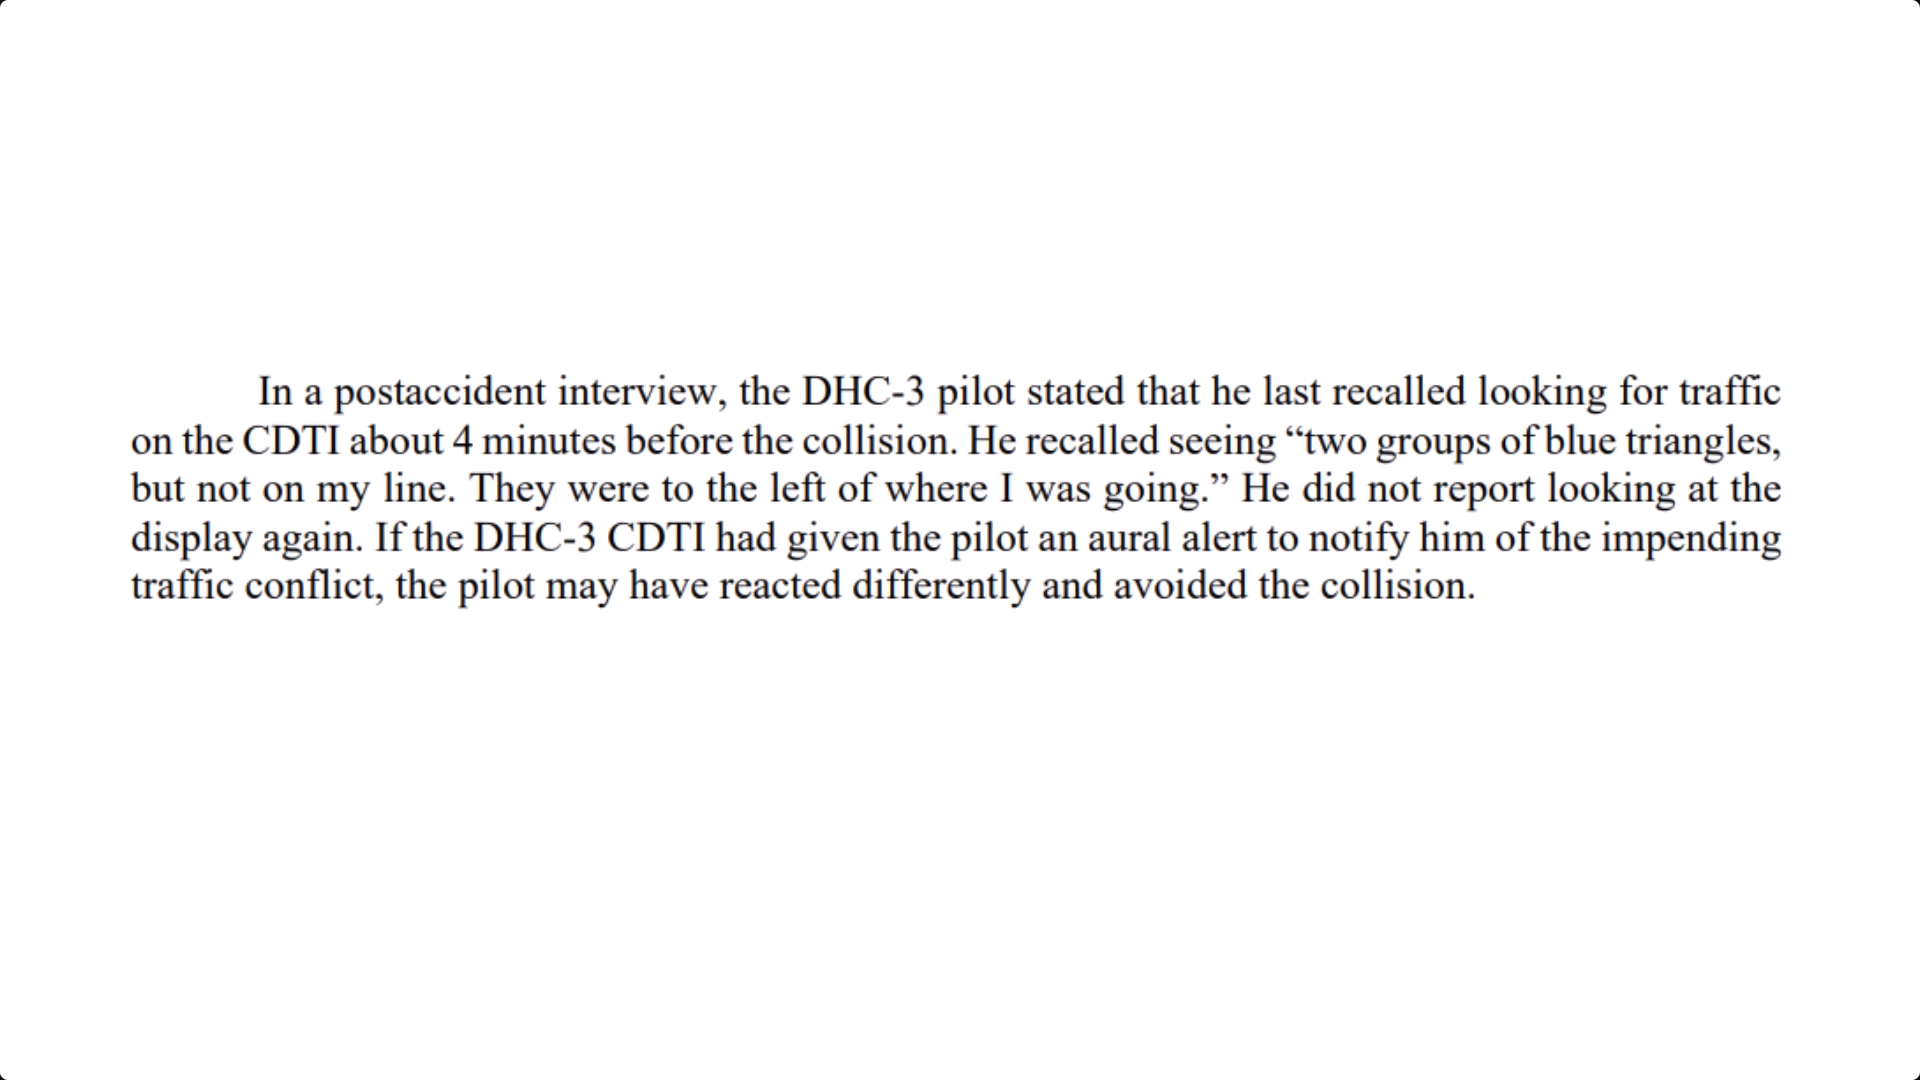 In a postaccident interview, the DHC-3 pilot stated that he last recalled looking for traffic
on the CDTI about 4 minutes before the collision. He recalled seeing “two groups of blue triangles,
but not on my line. They were to the left of where I was going.” He did not report looking at the
display again. If the DHC-3 CDTI had given the pilot an aural alert to notify him of the impending
traffic conflict, the pilot may have reacted differently and avoided the collision.